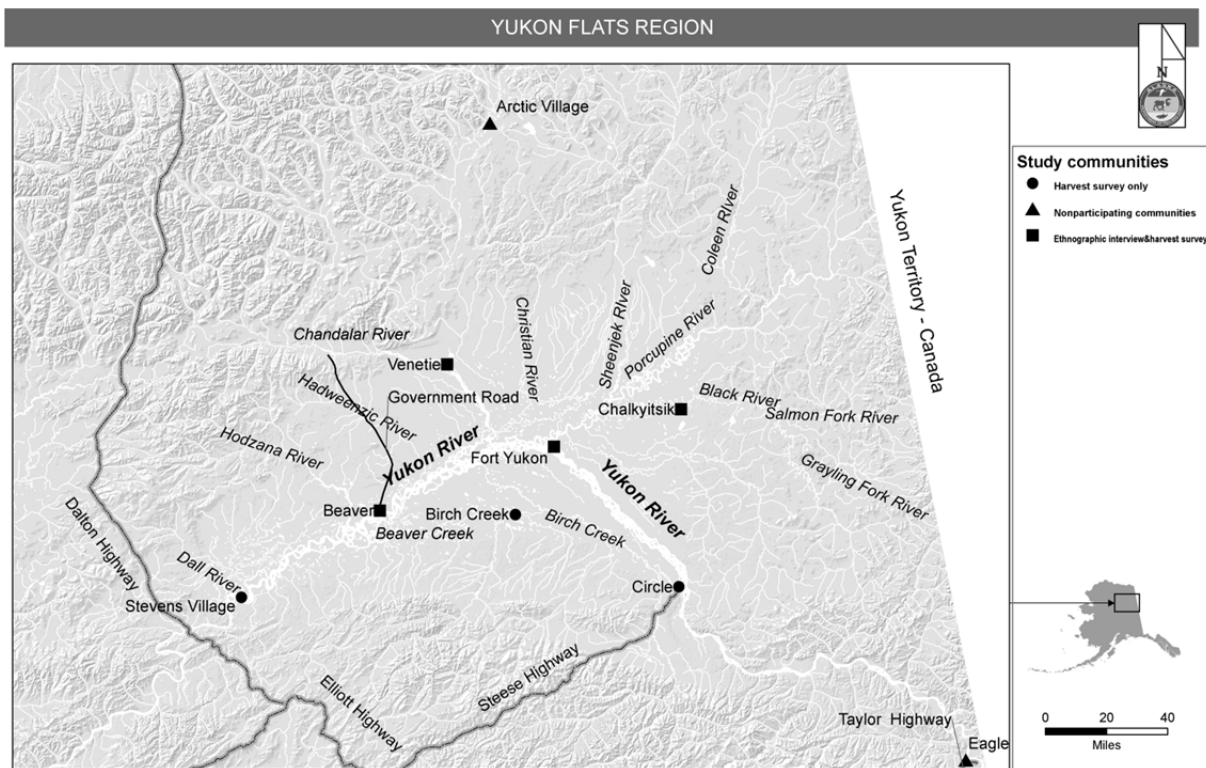 YUKON FLATS REGION
N
Arctic Village
Study communities
Harvest survey only
Nonparticipating communities
Ethnographic interview&harvest survey
Yukon Territory - Canada
Coleen RIver
Christian River
Sheenjek RIver
Porcupine River
Chandalar River
Venetie
Government Road
Hadweenzic River
Hodzana River
Black River
Salmon Fork River
Chalkyitsik
Grayling Fork River
Yukon River
Fort Yukon
Yukon River
Beaver
Beaver Creek
Birch Creek
Birch Creek
Dalton Highway
Dall River
Stevens Village
Circle
Steese Highway
Elliott Highway
Taylor Highway
Eagle
0 20 40
Miles